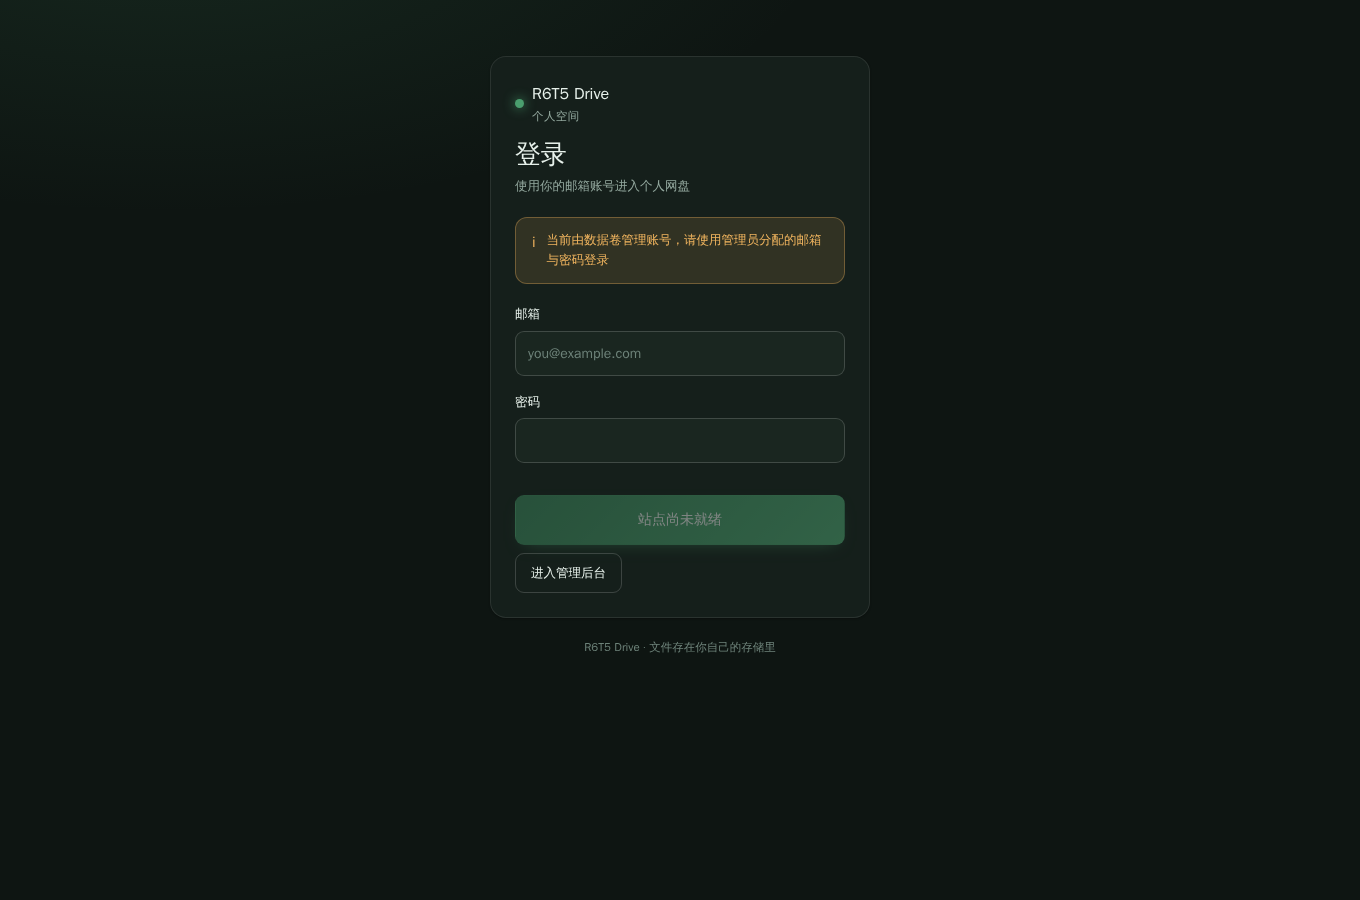 R6T5 Drive
个人空间
登录
使用你的邮箱账号进入个人网盘
i
当前由数据卷管理账号，请使用管理员分配的邮箱
与密码登录
邮箱
you@example.com
密码
站点尚未就绪
进入管理后台
R6T5 Drive · 文件存在你自己的存储里